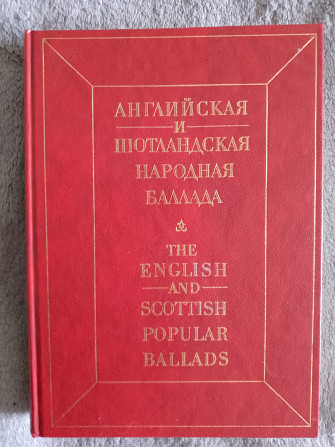 АНГЛИЙСКАЯ
И
ШОТЛАНДСКАЯ
НАРОДНАЯ
БАЛЛАДА
THE
ENGLISH
AND
SCOTTISH
POPULAR
BALLADS